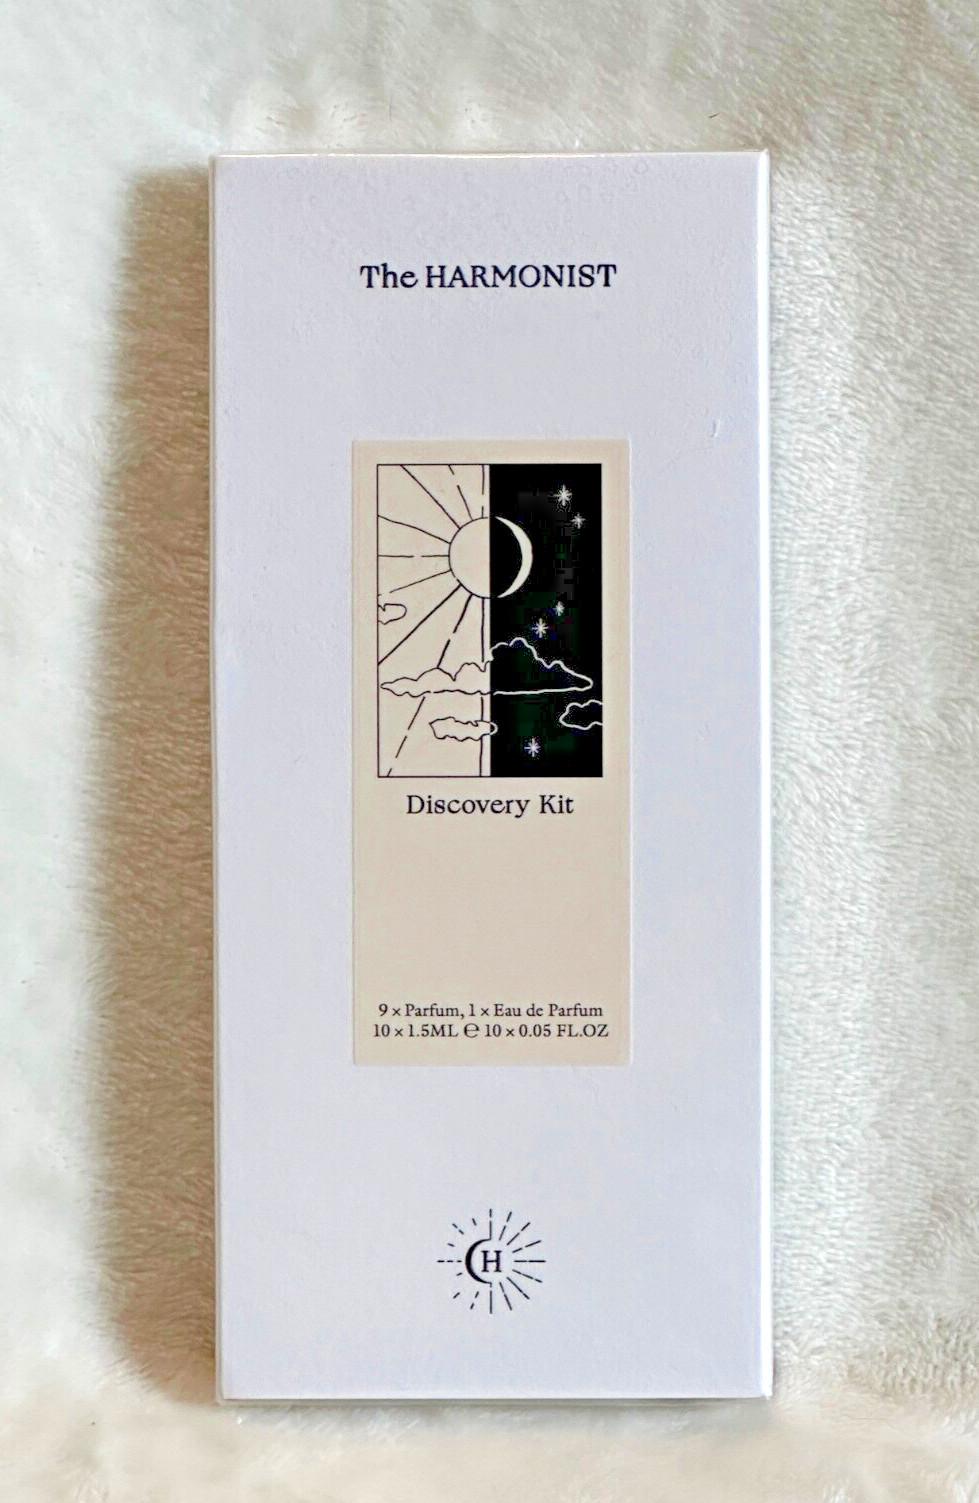 The HARMONIST
Discovery Kit
9 × Parfum, 1 × Eau de Parfum
10 × 1.5ML ℮ 10 × 0.05 FL.OZ
H